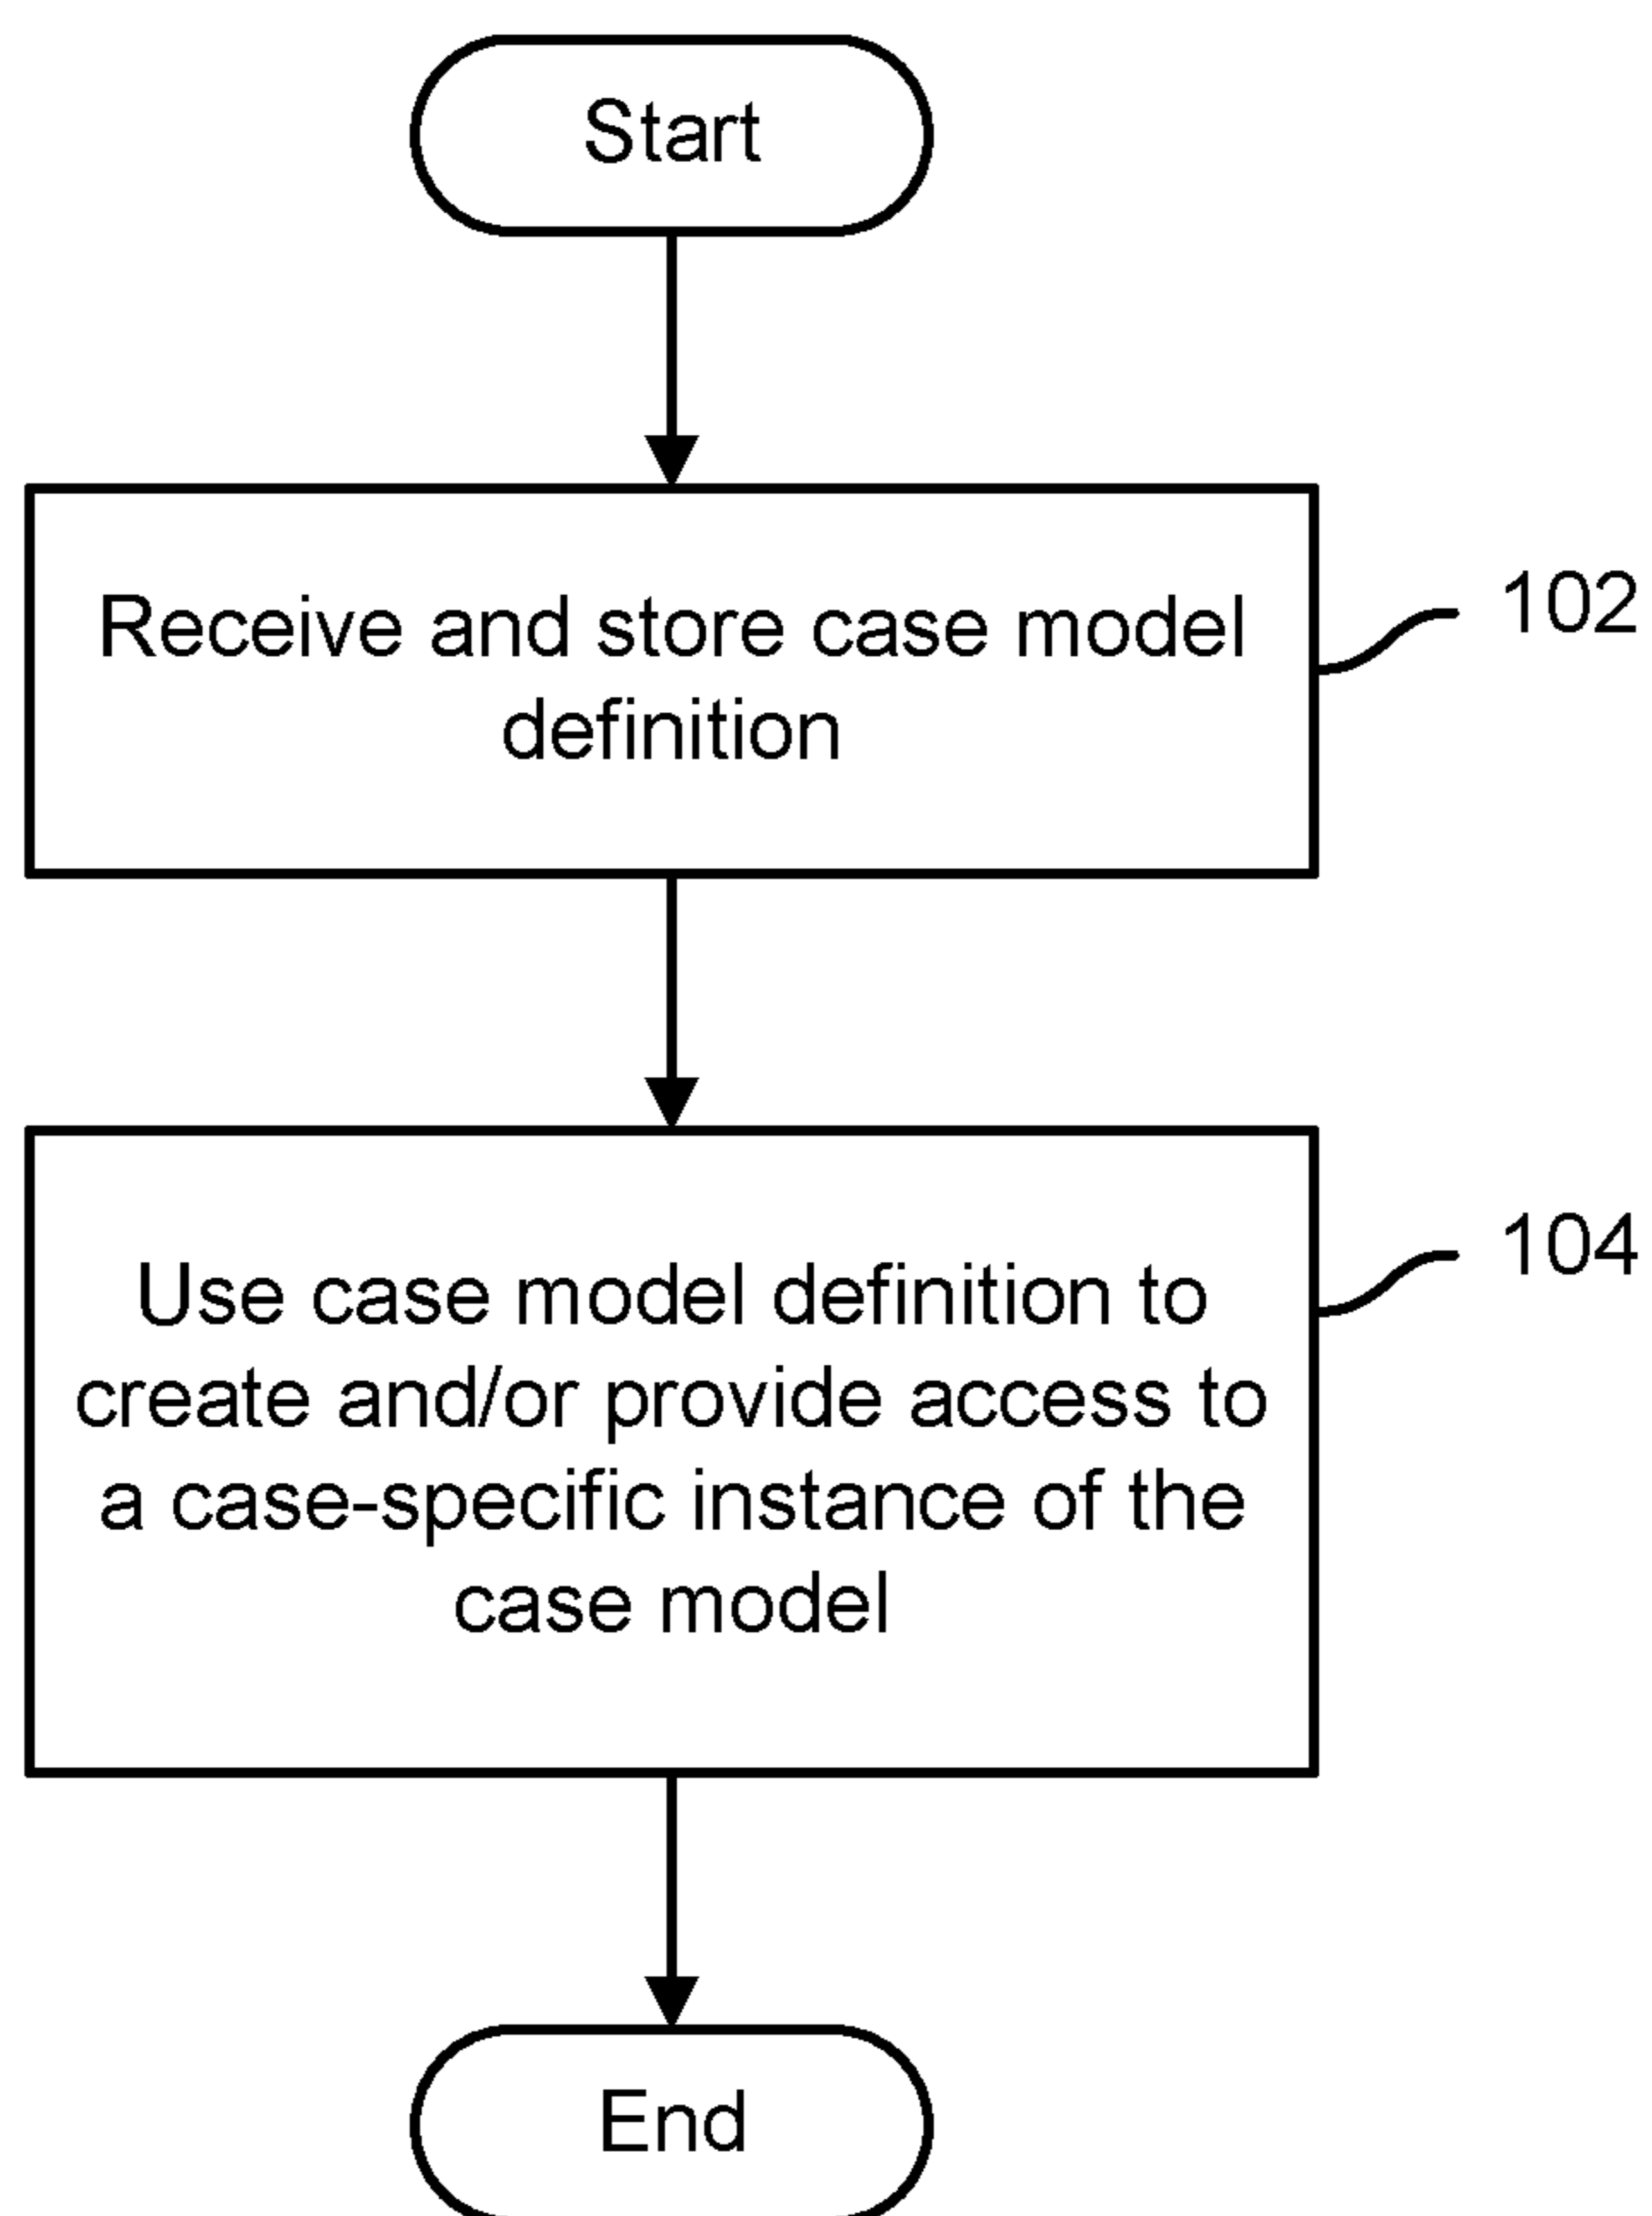 Start
Receive and store case model
definition
102
Use case model definition to
create and/or provide access to
a case-specific instance of the
case model
104
End